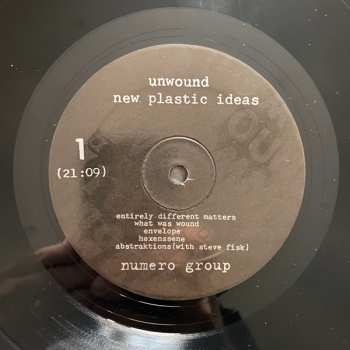 unwound
new plastic ideas
1
(21:09)
entirely different matters
what was wound
envelope
hexenzsene
abstraktions(with steve fisk)
numero group